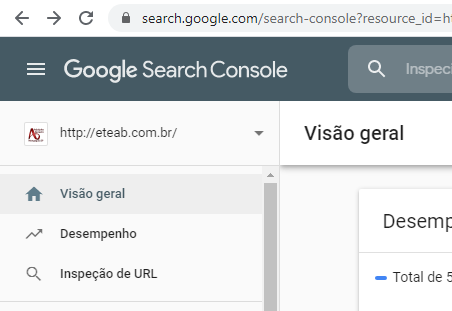 search.google.com/search-console?resource_id=h
Google Search Console
Inspeci
http://eteab.com.br/
Visão geral
Visão geral
Desemp
Desempenho
Inspeção de URL
Total de 5